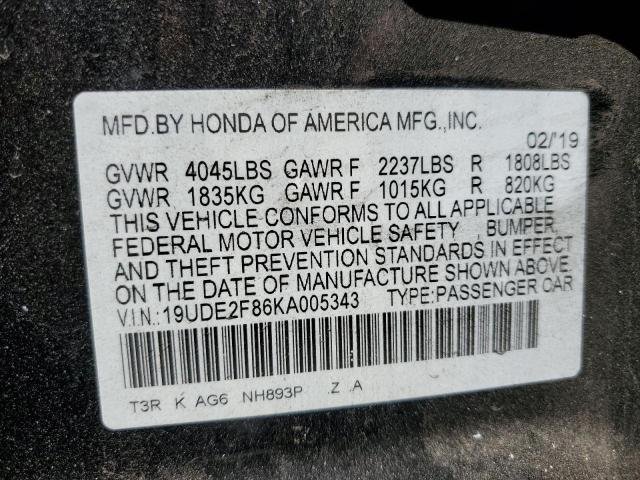 MFD.BY HONDA OF AMERICA MFG.,INC.
02/'19
GVWR 4045LBS GAWR F 2237LBS R 1808LBS
GVWR 1835KG GAWR F 1015KG R 820KG
THIS VEHICLE CONFORMS TO ALL APPLICABLE
FEDERAL MOTOR VEHICLE SAFETY , BUMPER,
AND THEFT PREVENTION STANDARDS IN EFFECT
ON THE DATE OF MANUFACTURE SHOWN ABOVE.
V.I.N.:19UDE2F86KA005343 TYPE:PASSENGER CAR
T3R K AG6 NH893P .Z .A